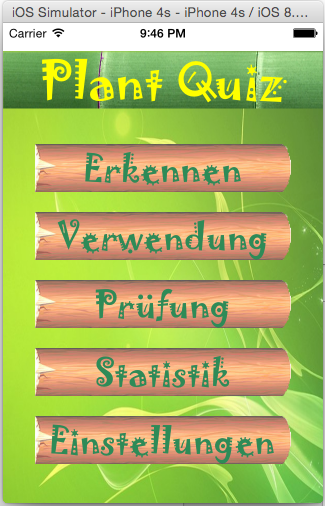 iOS Simulator - iPhone 4s - iPhone 4s / iOS 8....
Carrier 9:46 PM
Plant Quiz
Erkennen
Verwendung
Prüfung
Statistik
Einstellungen